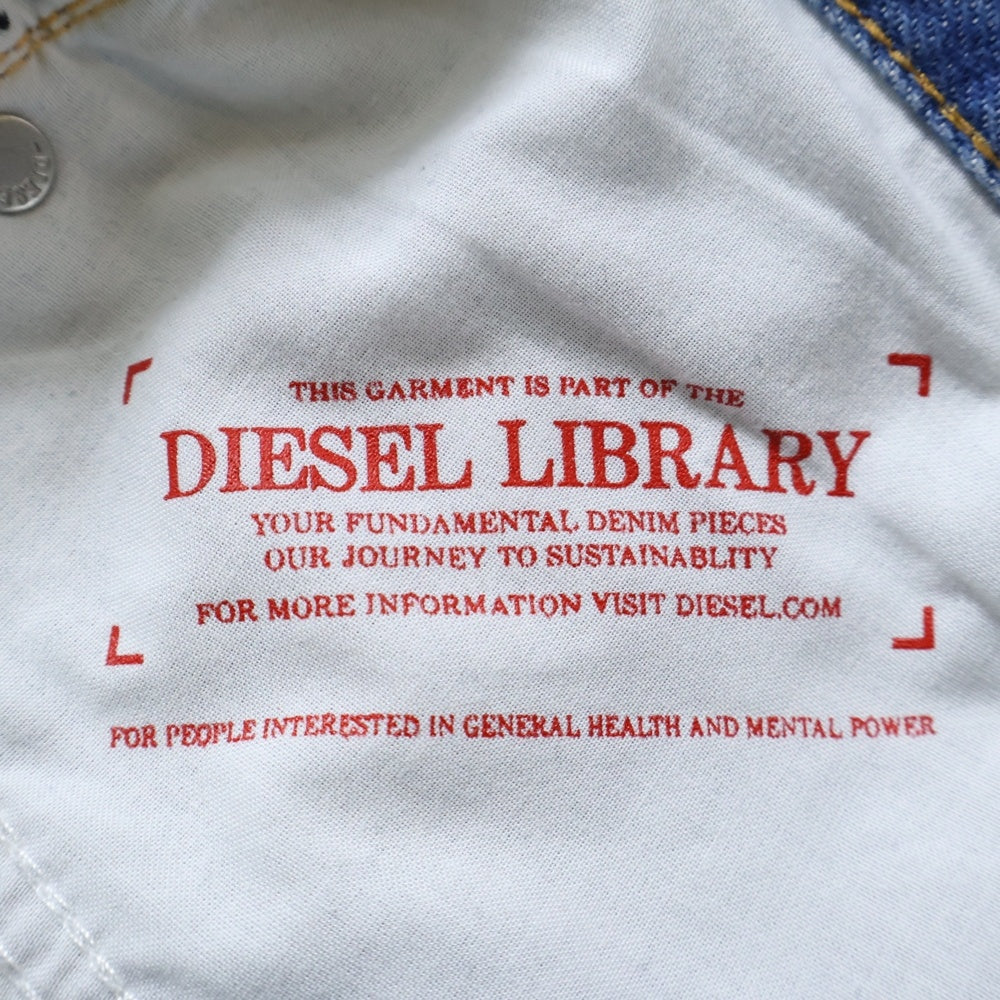 THIS GARMENT IS PART OF THE
DIESEL LIBRARY
YOUR FUNDAMENTAL DENIM PIECES
OUR JOURNEY TO SUSTAINABLITY
FOR MORE INFORMATION VISIT DIESEL.COM
FOR PEOPLE INTERESTED IN GENERAL HEALTH AND MENTAL POWER